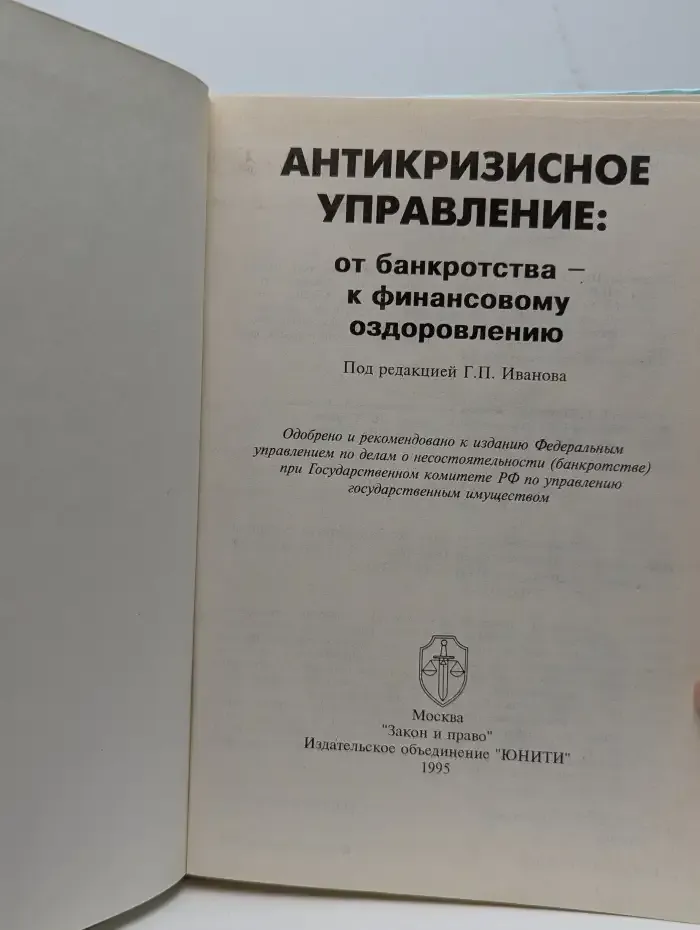 АНТИКРИЗИСНОЕ
УПРАВЛЕНИЕ:
от банкротства –
к финансовому
оздоровлению
Под редакцией Г.П. Иванова
Одобрено и рекомендовано к изданию Федеральным
управлением по делам о несостоятельности (банкротстве)
при Государственном комитете РФ по управлению
государственным имуществом
Москва
"Закон и право"
Издательское объединение "ЮНИТИ"
1995